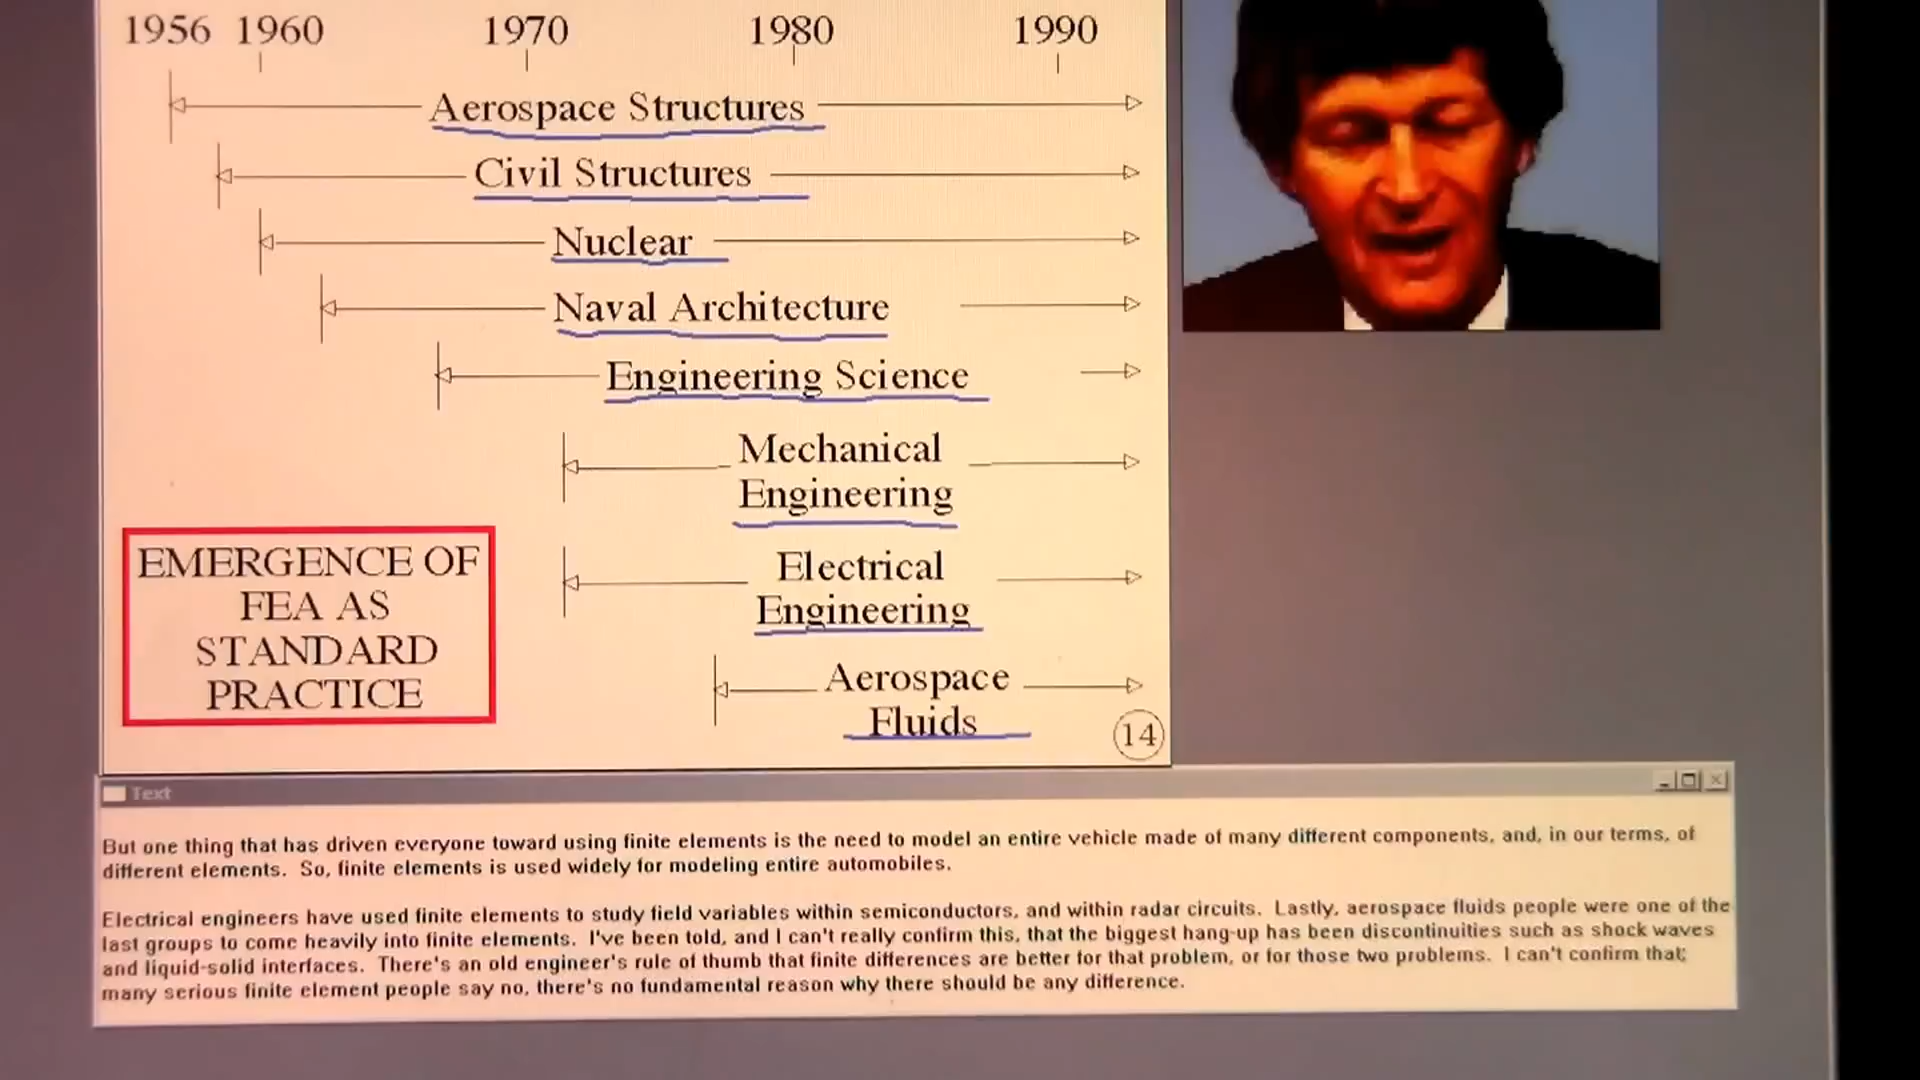 1956 1960 1970 1980 1990
Aerospace Structures
Civil Structures
Nuclear
Naval Architecture
Engineering Science
Mechanical
Engineering
Electrical
Engineering
Aerospace
Fluids
EMERGENCE OF
FEA AS
STANDARD
PRACTICE
14
Text
But one thing that has driven everyone toward using finite elements is the need to model an entire vehicle made of many different components, and, in our terms, of
different elements. So, finite elements is used widely for modeling entire automobiles.
Electrical engineers have used finite elements to study field variables within semiconductors, and within radar circuits. Lastly, aerospace fluids people were one of the
last groups to come heavily into finite elements. I've been told, and I can't really confirm this, that the biggest hang-up has been discontinuities such as shock waves
and liquid-solid interfaces. There's an old engineer's rule of thumb that finite differences are better for that problem, or for those two problems. I can't confirm that;
many serious finite element people say no, there's no fundamental reason why there should be any difference.